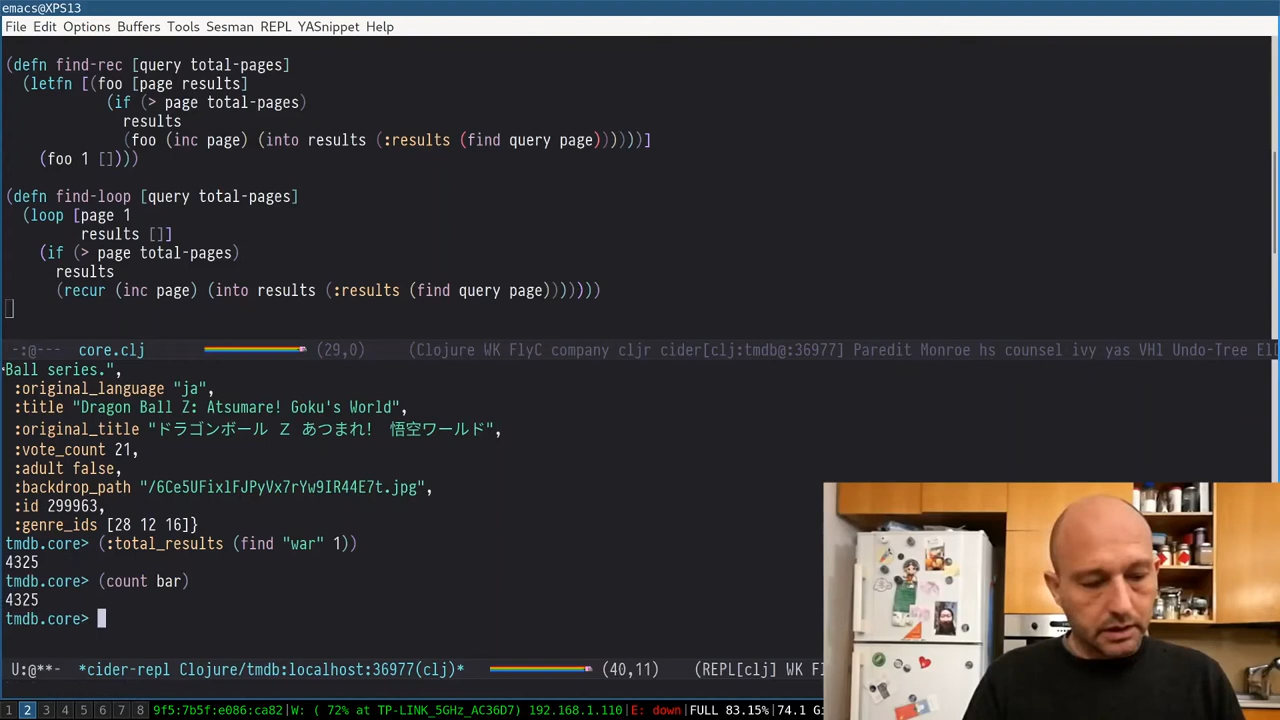 emacs@XPS13
File Edit Options Buffers Tools Sesman REPL YASnippet Help
(defn find-rec [query total-pages]
(letfn [(foo [page results]
(if (> page total-pages)
results
(foo (inc page) (into results (:results (find query page))))))]
(foo 1 [])))
(defn find-loop [query total-pages]
(loop [page 1
results []]
(if (> page total-pages)
results
(recur (inc page) (into results (:results (find query page)))))))
-:@--- core.clj (29,0) (Clojure WK FlyC company cljr cider[clj:tmdb@:36977] Paredit Monroe hs counsel ivy yas VHl Undo-Tree El
Ball series.",
:original_language "ja",
:title "Dragon Ball Z: Atsumare! Goku's World",
:original_title "ドラゴンボール Z あつまれ! 悟空ワールド",
:vote_count 21,
:adult false,
:backdrop_path "/6Ce5UFixlFJPyVx7rYw9IR44E7t.jpg",
:id 299963,
:genre_ids [28 12 16]}
tmdb.core> (:total_results (find "war" 1))
4325
tmdb.core> (count bar)
4325
tmdb.core>
U:@**- *cider-repl Clojure/tmdb:localhost:36977(clj)* (40,11) (REPL[clj] WK Fl
1 2 3 4 5 6 7 8 9f5:7b5f:e086:ca82|W: ( 72% at TP-LINK_5GHz_AC36D7) 192.168.1.110|E: down|FULL 83.15%|74.1 G